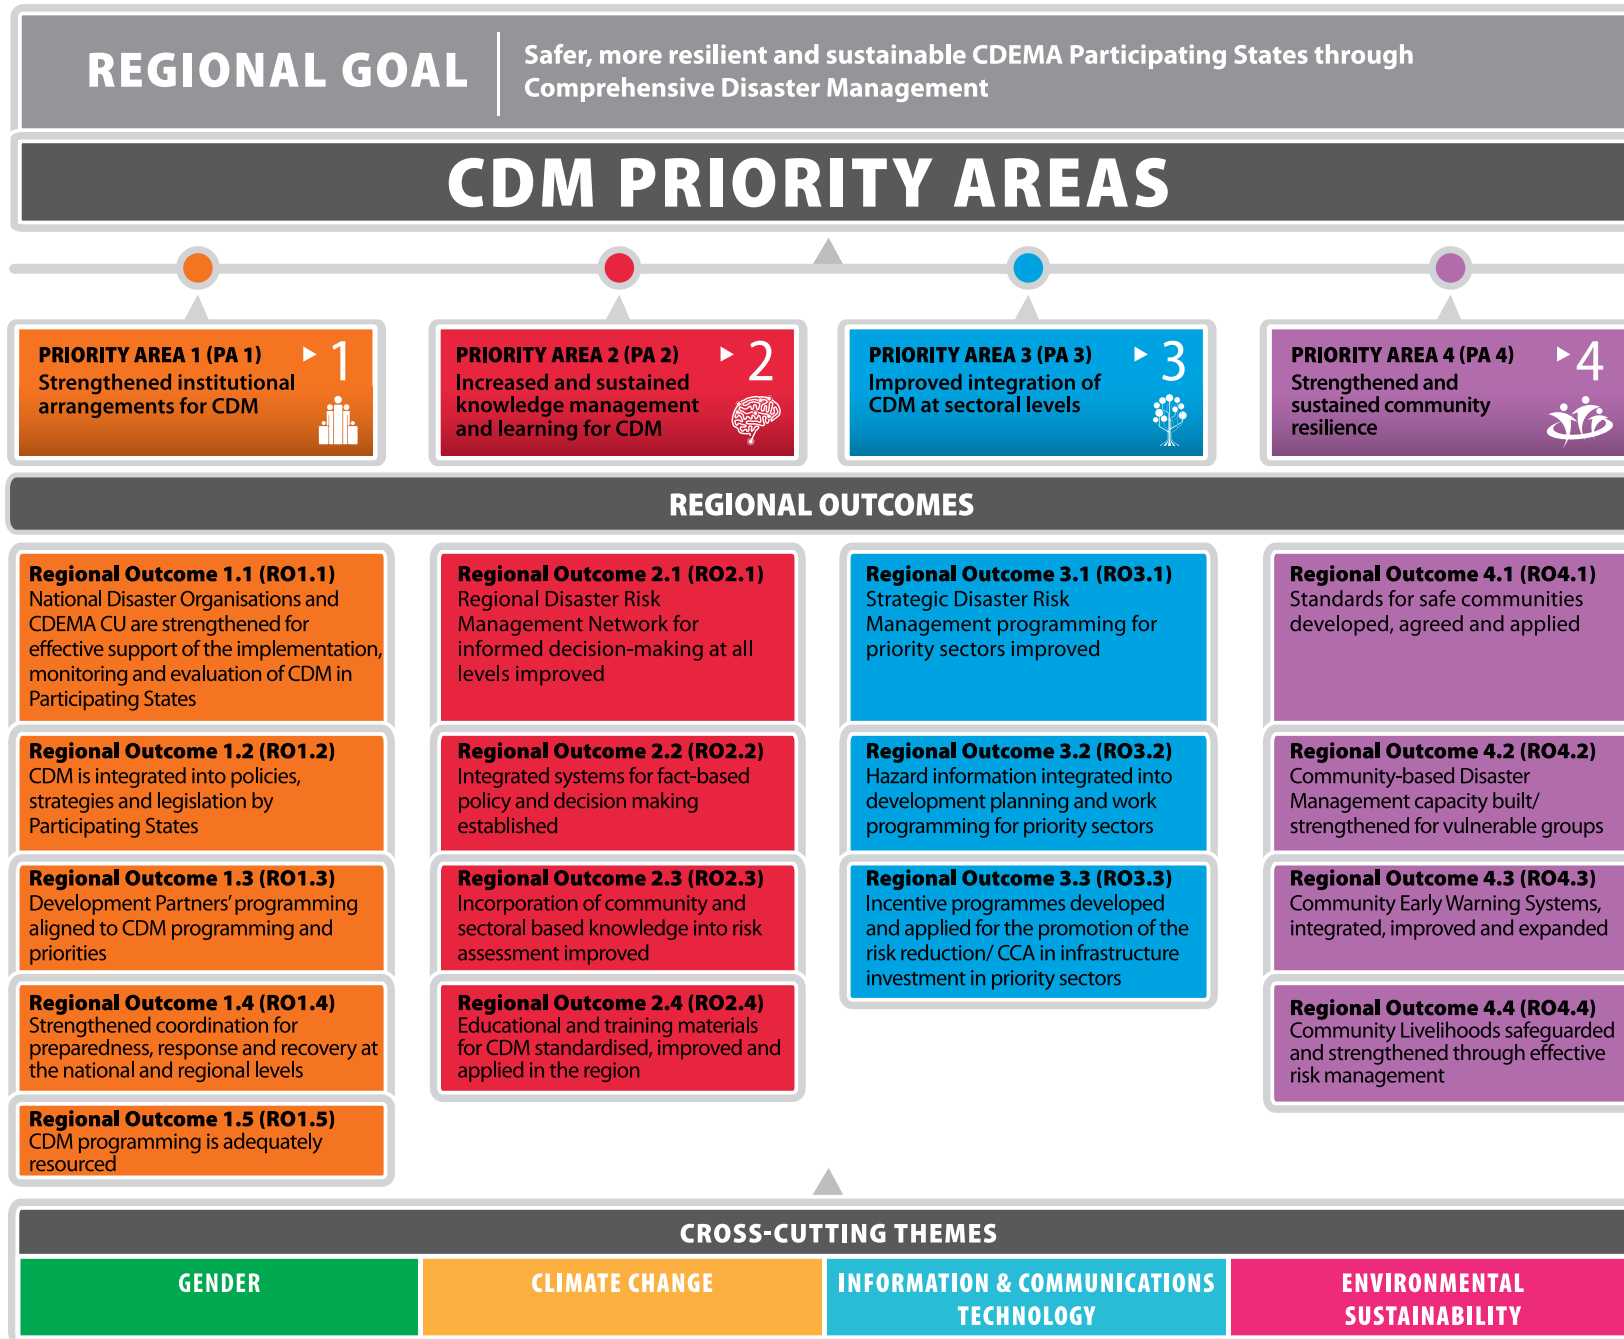 REGIONAL GOAL
Safer, more resilient and sustainable CDEMA Participating States through
Comprehensive Disaster Management
CDM PRIORITY AREAS
PRIORITY AREA 1 (PA 1)
1
Strengthened institutional
arrangements for CDM
PRIORITY AREA 2 (PA 2)
2
Increased and sustained
knowledge management
and learning for CDM
PRIORITY AREA 3 (PA 3)
3
Improved integration of
CDM at sectoral levels
PRIORITY AREA 4 (PA 4)
4
Strengthened and
sustained community
resilience
REGIONAL OUTCOMES
Regional Outcome 1.1 (RO1.1)
National Disaster Organisations and
CDEMA CU are strengthened for
effective support of the implementation,
monitoring and evaluation of CDM in
Participating States
Regional Outcome 1.2 (RO1.2)
CDM is integrated into policies,
strategies and legislation by
Participating States
Regional Outcome 1.3 (RO1.3)
Development Partners' programming
aligned to CDM programming and
priorities
Regional Outcome 1.4 (RO1.4)
Strengthened coordination for
preparedness, response and recovery at
the national and regional levels
Regional Outcome 1.5 (RO1.5)
CDM programming is adequately
resourced
Regional Outcome 2.1 (RO2.1)
Regional Disaster Risk
Management Network for
informed decision-making at all
levels improved
Regional Outcome 2.2 (RO2.2)
Integrated systems for fact-based
policy and decision making
established
Regional Outcome 2.3 (RO2.3)
Incorporation of community and
sectoral based knowledge into risk
assessment improved
Regional Outcome 2.4 (RO2.4)
Educational and training materials
for CDM standardised, improved and
applied in the region
Regional Outcome 3.1 (RO3.1)
Strategic Disaster Risk
Management programming for
priority sectors improved
Regional Outcome 3.2 (RO3.2)
Hazard information integrated into
development planning and work
programming for priority sectors
Regional Outcome 3.3 (RO3.3)
Incentive programmes developed
and applied for the promotion of the
risk reduction/ CCA in infrastructure
investment in priority sectors
Regional Outcome 4.1 (RO4.1)
Standards for safe communities
developed, agreed and applied
Regional Outcome 4.2 (RO4.2)
Community-based Disaster
Management capacity built/
strengthened for vulnerable groups
Regional Outcome 4.3 (RO4.3)
Community Early Warning Systems,
integrated, improved and expanded
Regional Outcome 4.4 (RO4.4)
Community Livelihoods safeguarded
and strengthened through effective
risk management
CROSS-CUTTING THEMES
GENDER
CLIMATE CHANGE
INFORMATION & COMMUNICATIONS
TECHNOLOGY
ENVIRONMENTAL
SUSTAINABILITY